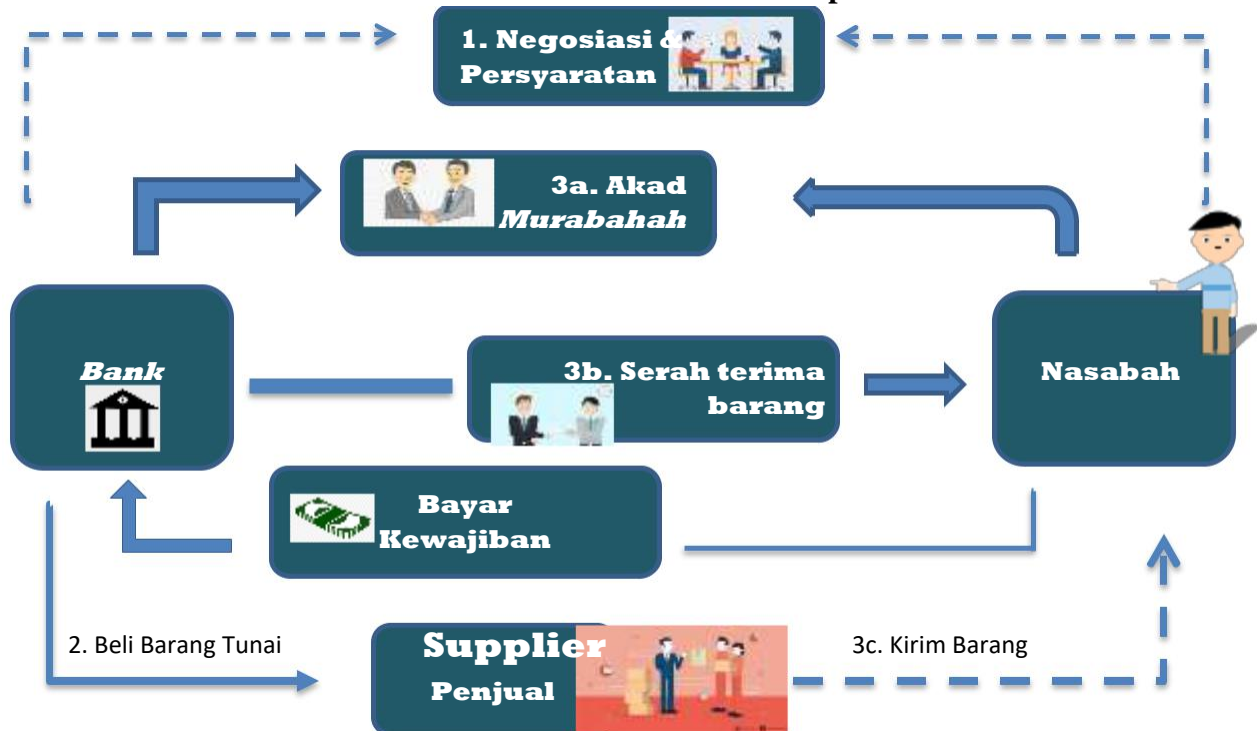 1. Negosiasi &
Persyaratan
3a. Akad
Murabahah
Bank
3b. Serah terima
barang
Nasabah
Bayar
Kewajiban
2. Beli Barang Tunai
Supplier
Penjual
3c. Kirim Barang